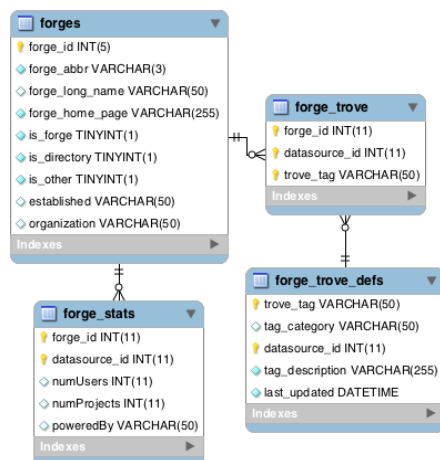 forges
forge_id INT(5)
forge_abbr VARCHAR(3)
forge_long_name VARCHAR(50)
forge_home_page VARCHAR(255)
is_forge TINYINT(1)
is_directory TINYINT(1)
is_other TINYINT(1)
established VARCHAR(50)
organization VARCHAR(50)
Indexes
forge_trove
forge_id INT(11)
datasource_id INT(11)
trove_tag VARCHAR(50)
Indexes
forge_stats
forge_id INT(11)
datasource_id INT(11)
numUsers INT(11)
numProjects INT(11)
poweredBy VARCHAR(50)
Indexes
forge_trove_defs
trove_tag VARCHAR(50)
tag_category VARCHAR(50)
datasource_id INT(11)
tag_description VARCHAR(255)
last_updated DATETIME
Indexes